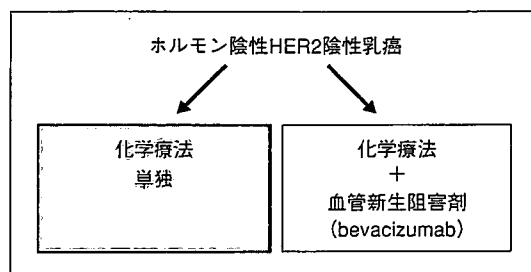 ホルモン陰性HER2陰性乳癌
化学療法
単独
化学療法
+
血管新生阻害剤
(bevacizumab)